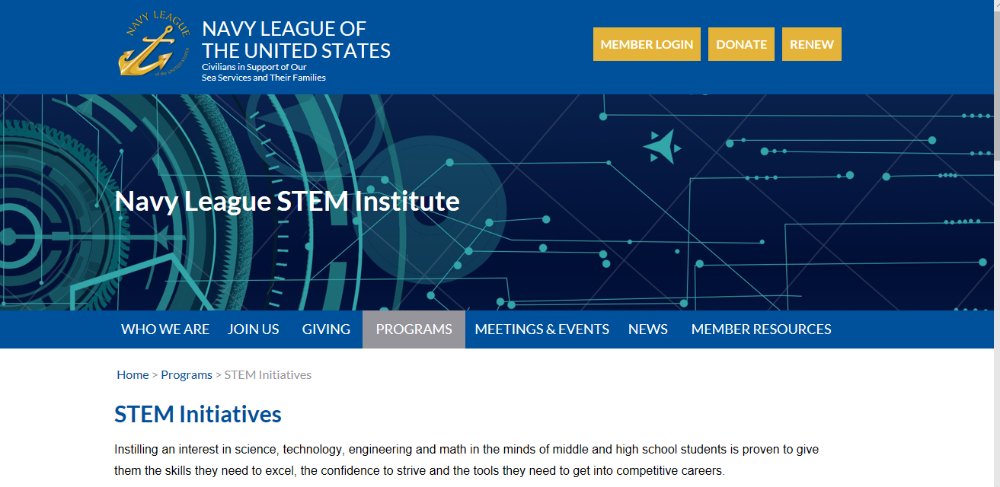 NAVY LEAGUE
of the UNITED STATES
NAVY LEAGUE OF
THE UNITED STATES
Civilians in Support of Our
Sea Services and Their Families
MEMBER LOGIN
DONATE
RENEW
Navy League STEM Institute
WHO WE ARE
JOIN US
GIVING
PROGRAMS
MEETINGS & EVENTS
NEWS
MEMBER RESOURCES
Home > Programs > STEM Initiatives
STEM Initiatives
Instilling an interest in science, technology, engineering and math in the minds of middle and high school students is proven to give
them the skills they need to excel, the confidence to strive and the tools they need to get into competitive careers.